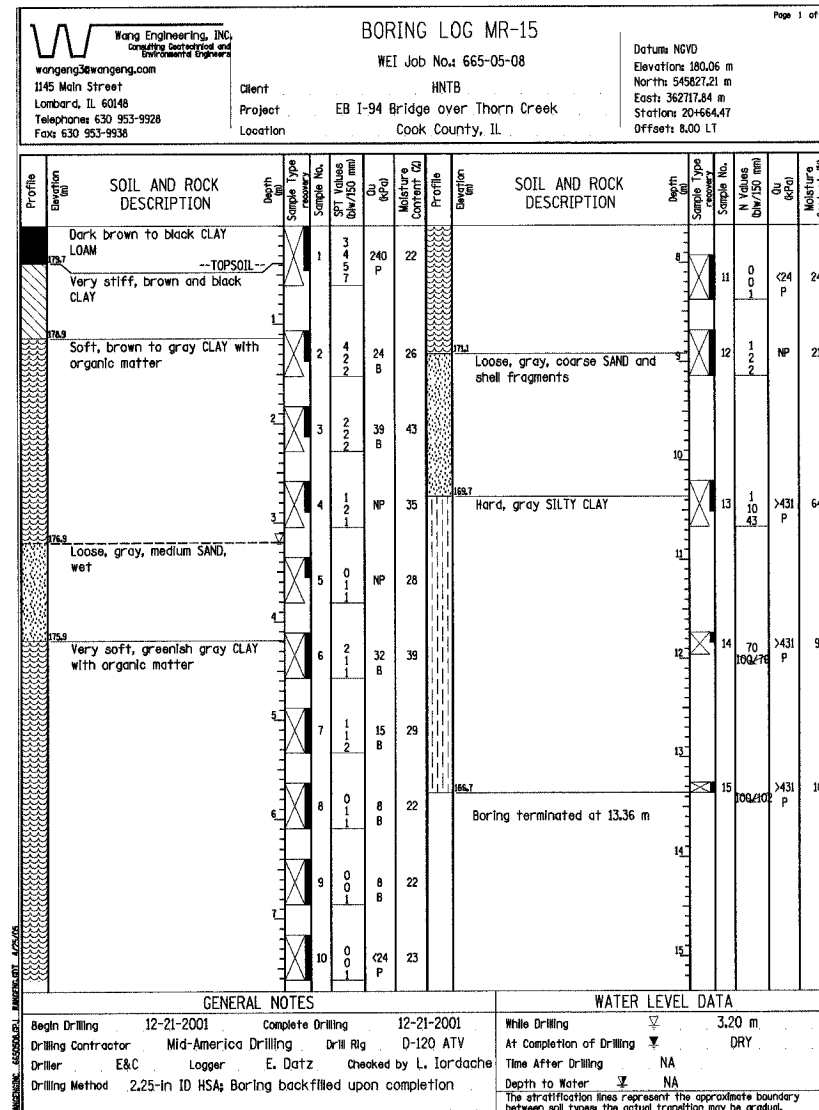 Page 1 of
Wang Engineering, INC.
Consulting Geotechnical and
Environmental Engineers
wangeng3@wangeng.com
1145 Main Street
Lombard, IL 60148
Telephone: 630 953-9928
Fax: 630 953-9938
BORING LOG MR-15
WEI Job No.: 665-05-08
Client HNTB
Project EB I-94 Bridge over Thorn Creek
Location Cook County, IL
Datum: NGVD
Elevation: 180.06 m
North: 545827.21 m
East: 362717.84 m
Station: 20+664.47
Offset: 8.00 LT
Profile Elevation (m) SOIL AND ROCK DESCRIPTION Depth (m) Sample Type recovery Sample No. SPT Values (blw/150 mm) Qu (kPa) Moisture Content (%)
Dark brown to black CLAY
LOAM
179.7 --TOPSOIL--
1 3 4 5 7 240 P 22
Very stiff, brown and black
CLAY
1
178.9
Soft, brown to gray CLAY with
organic matter
2 4 2 2 24 B 26
2
3 2 2 2 39 B 43
4 1 2 1 NP 35
3
176.9
Loose, gray, medium SAND,
wet
5 0 1 1 NP 28
4
175.9
Very soft, greenish gray CLAY
with organic matter
6 2 1 1 32 B 39
5
7 1 1 2 15 B 29
8 0 1 1 8 B 22
6
9 0 0 1 8 B 22
7
10 0 0 1 <24 P 23
Profile Elevation (m) SOIL AND ROCK DESCRIPTION Depth (m) Sample Type recovery Sample No. N Values (blw/150 mm) Qu (kPa) Moisture
8
11 0 0 1 <24 P 24
171.1
Loose, gray, coarse SAND and
shell fragments
9
12 1 2 2 NP 21
10
169.7
Hard, gray SILTY CLAY
13 1 10 43 >431 P 64
11
14 70 100/76 >431 P 9
12
13
166.7
15 100/102 >431 P 10
Boring terminated at 13.36 m
14
15
GENERAL NOTES
Begin Drilling 12-21-2001 Complete Drilling 12-21-2001
Drilling Contractor Mid-America Drilling Drill Rig D-120 ATV
Driller E&C Logger E. Datz Checked by L. Iordache
Drilling Method 2.25-in ID HSA; Boring backfilled upon completion
WATER LEVEL DATA
While Drilling 3.20 m
At Completion of Drilling DRY
Time After Drilling NA
Depth to Water NA
The stratification lines represent the approximate boundary
between soil types; the actual transition may be gradual.